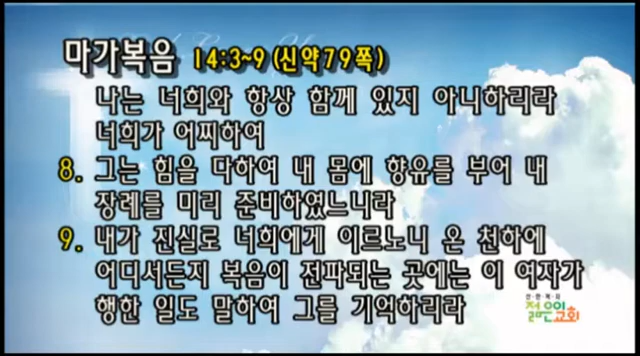 마가복음 14:3~9 (신약79쪽)
나는 너희와 항상 함께 있지 아니하리라
너희가 어찌하여
8. 그는 힘을 다하여 내 몸에 향유를 부어 내
장례를 미리 준비하였느니라
9. 내가 진실로 너희에게 이르노니 온 천하에
어디서든지 복음이 전파되는 곳에는 이 여자가
행한 일도 말하여 그를 기억하리라
선·한·목·자
젊은이교회